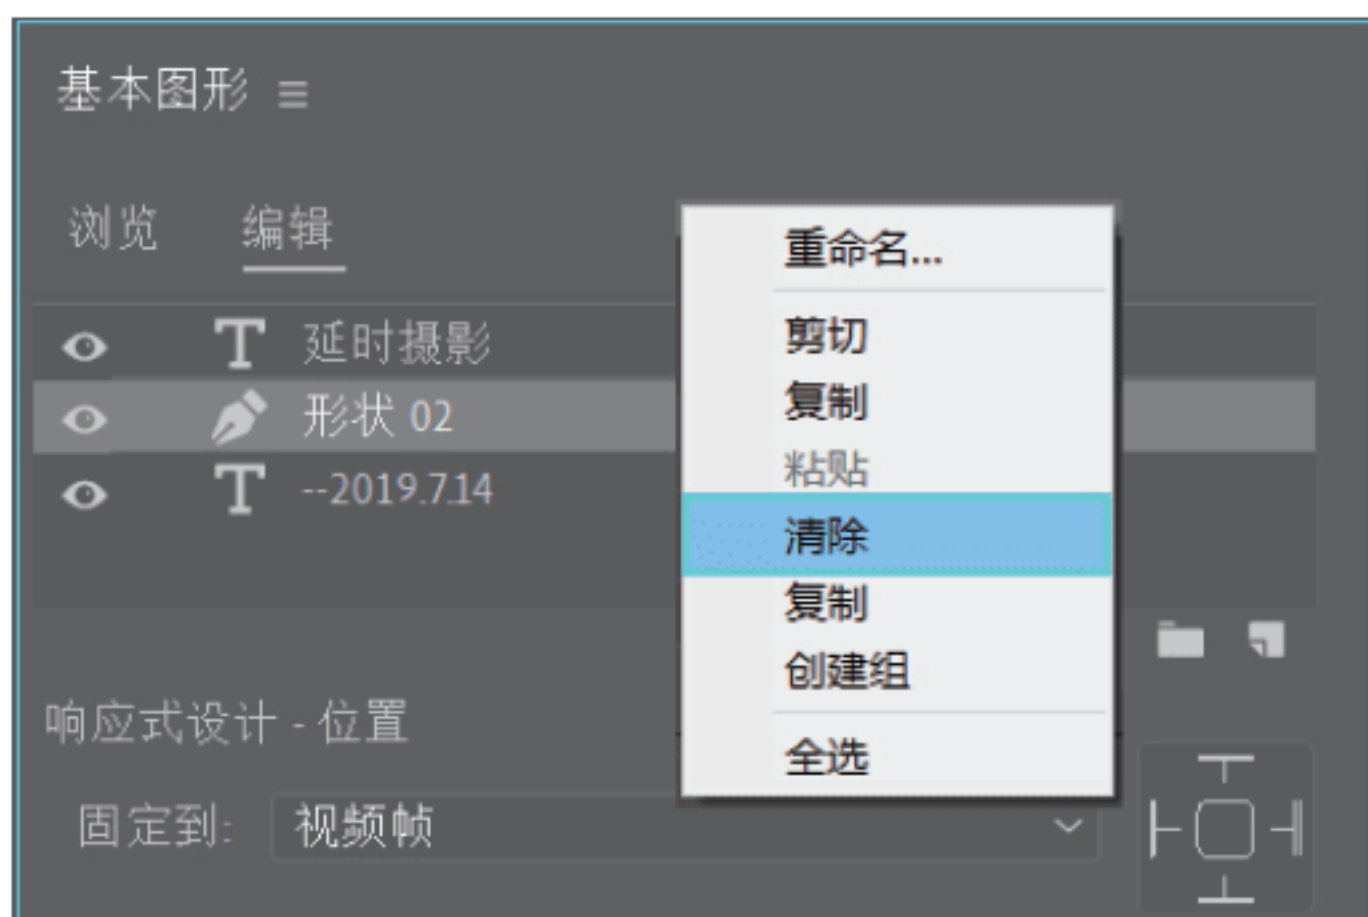 基本图形
浏览 编辑
延时摄影
形状 02
--2019.7.14
重命名...
剪切
复制
粘贴
清除
复制
创建组
全选
响应式设计 - 位置
固定到: 视频帧